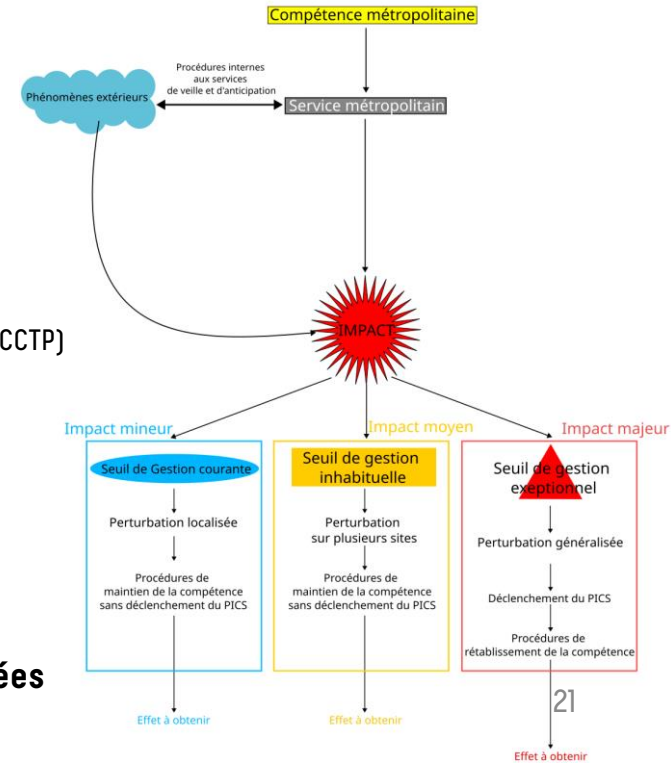 Compétence métropolitaine
Procédures internes
aux services
de veille et d'anticipation
Phénomènes extérieurs
Service métropolitain
CCTP)
IMPACT
Impact mineur
Impact moyen
Impact majeur
Seuil de Gestion courante
Perturbation localisée
Procédures de
maintien de la compétence
sans déclenchement du PICS
Effet à obtenir
Seuil de gestion
inhabituelle
Perturbation
sur plusieurs sites
Procédures de
maintien de la compétence
sans déclenchement du PICS
Effet à obtenir
Seuil de gestion
exeptionnel
Perturbation généralisée
Déclenchement du PICS
Procédures de
rétablissement de la compétence
Effet à obtenir
ées
21